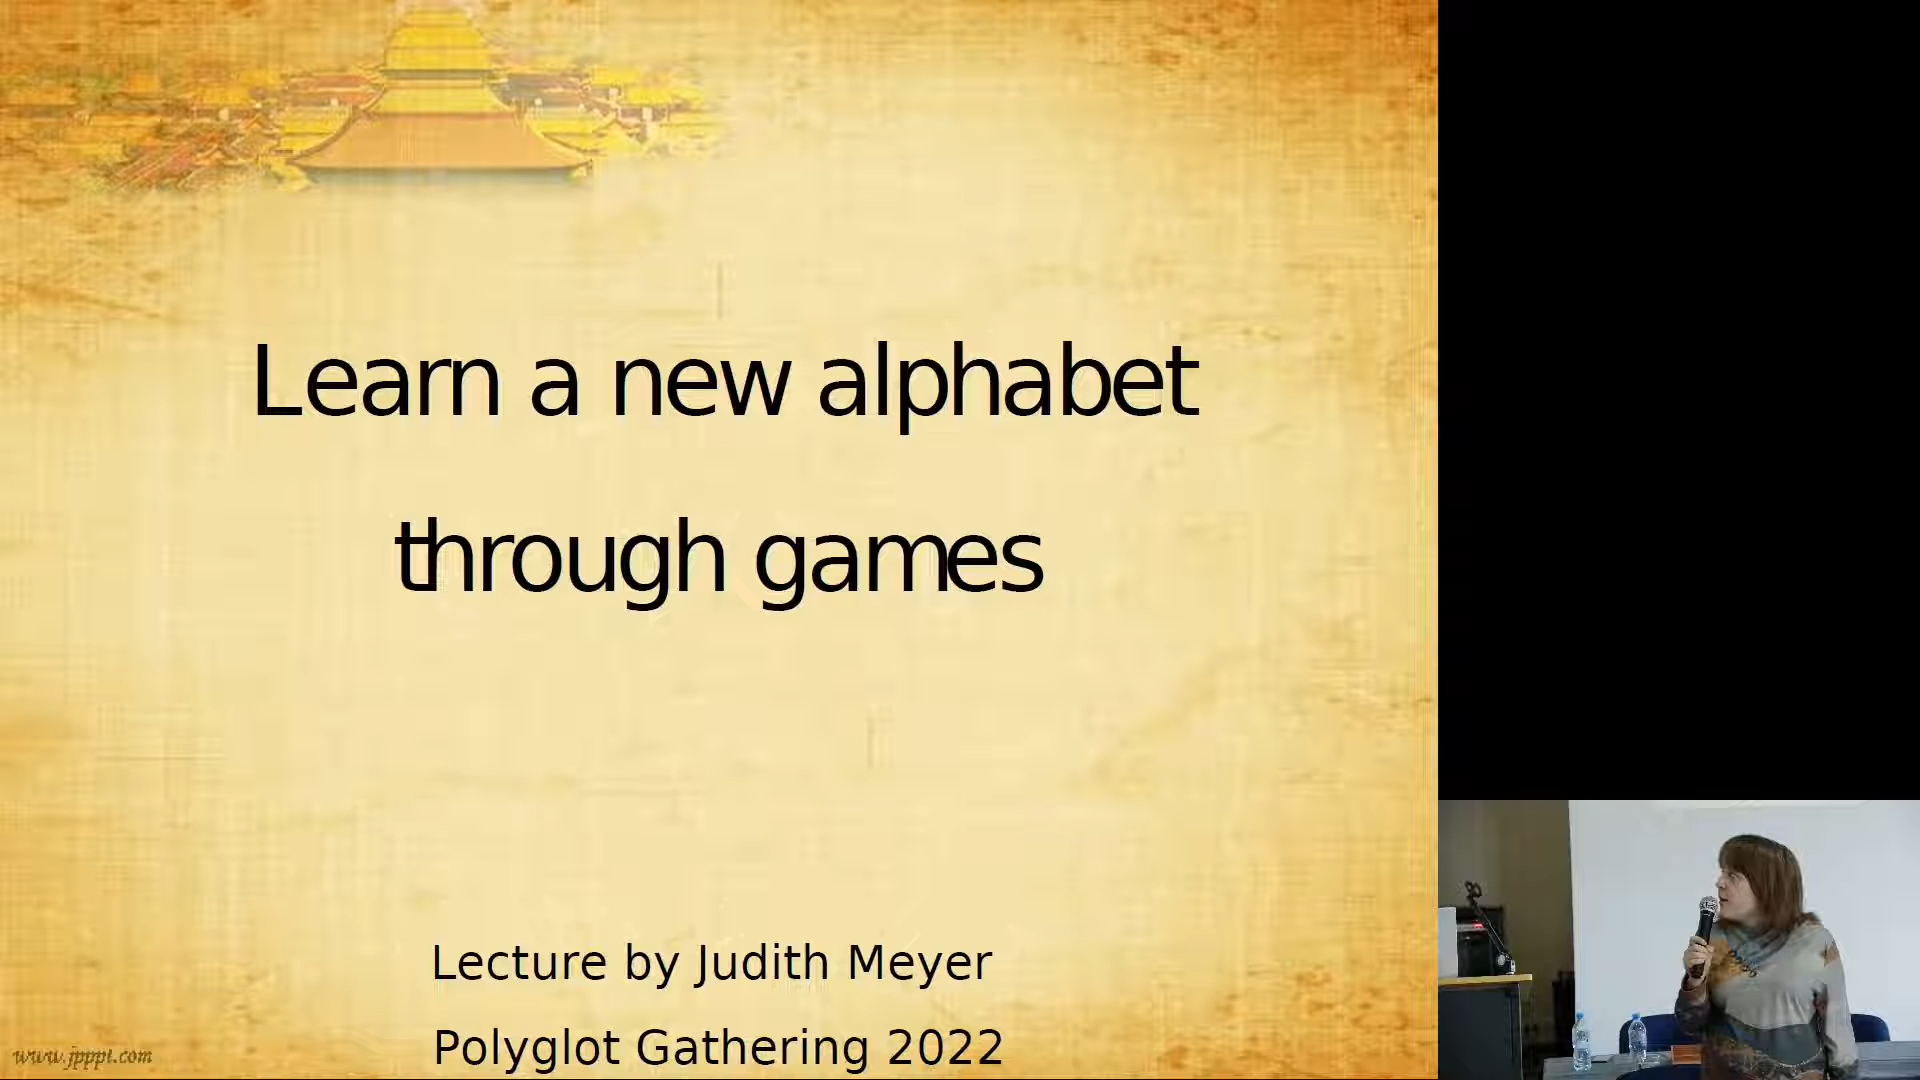 Learn a new alphabet
through games
Lecture by Judith Meyer
Polyglot Gathering 2022
www.jpppt.com